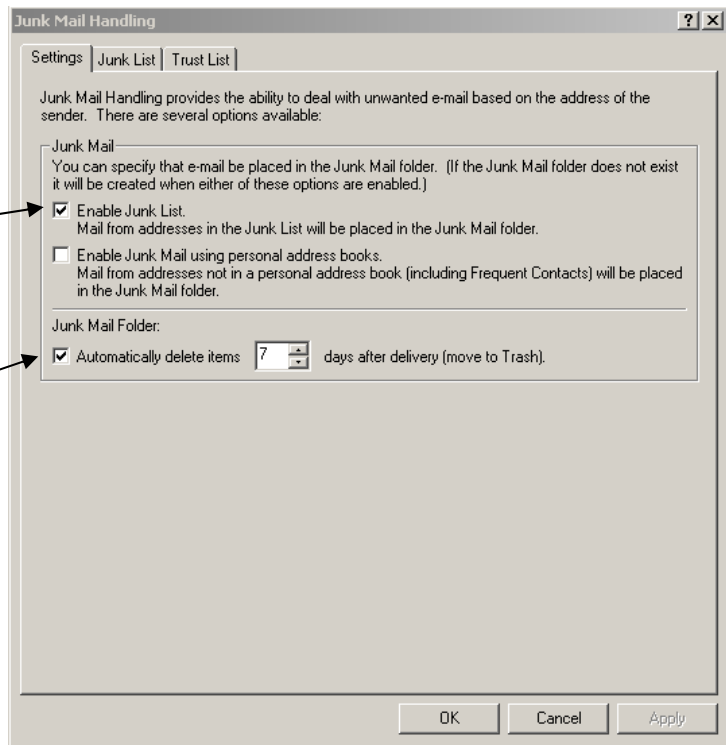 Junk Mail Handling
Settings
Junk List
Trust List
Junk Mail Handling provides the ability to deal with unwanted e-mail based on the address of the
sender. There are several options available:
Junk Mail
You can specify that e-mail be placed in the Junk Mail folder. (If the Junk Mail folder does not exist
it will be created when either of these options are enabled.)
Enable Junk List.
Mail from addresses in the Junk List will be placed in the Junk Mail folder.
Enable Junk Mail using personal address books.
Mail from addresses not in a personal address book (including Frequent Contacts) will be placed
in the Junk Mail folder.
Junk Mail Folder:
Automatically delete items 7 days after delivery (move to Trash).
OK
Cancel
Apply